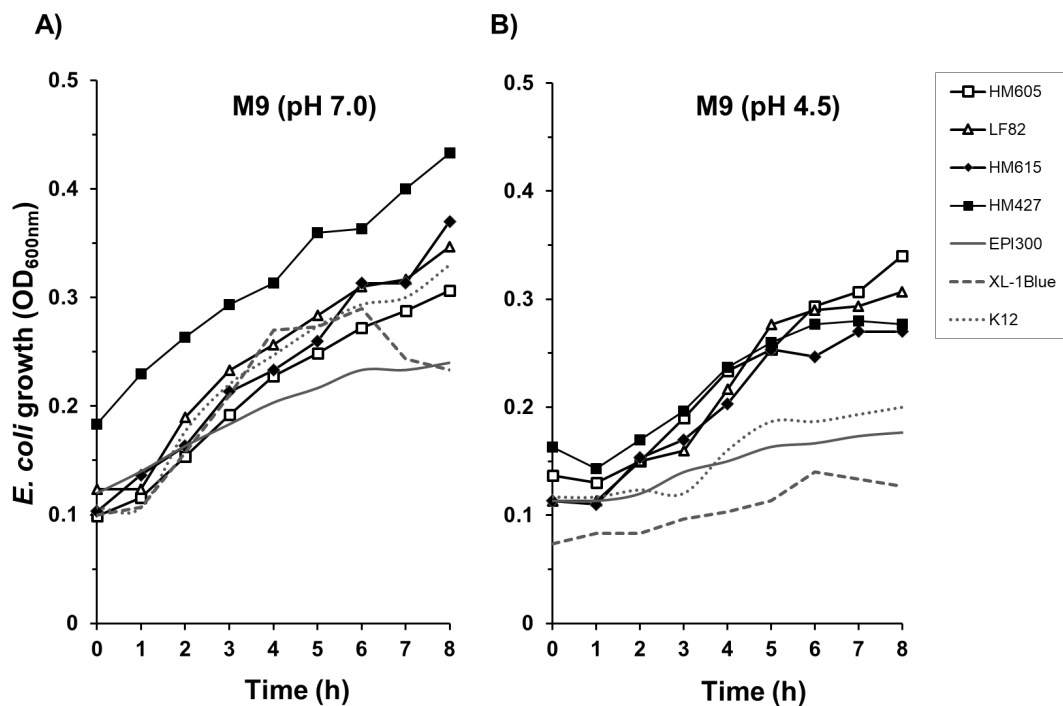 A)
B)
M9 (pH 7.0)
M9 (pH 4.5)
E. coli growth (OD600nm)
0.5
0.4
0.3
0.2
0.1
0
0 1 2 3 4 5 6 7 8
Time (h)
0.5
0.4
0.3
0.2
0.1
0
0 1 2 3 4 5 6 7 8
Time (h)
HM605
LF82
HM615
HM427
EPI300
XL-1Blue
K12